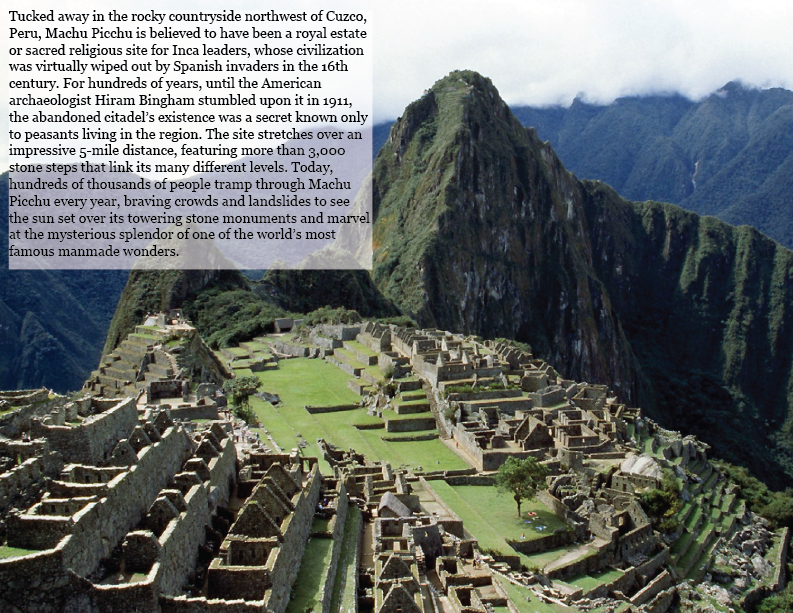 Tucked away in the rocky countryside northwest of Cuzco,
Peru, Machu Picchu is believed to have been a royal estate
or sacred religious site for Inca leaders, whose civilization
was virtually wiped out by Spanish invaders in the 16th
century. For hundreds of years, until the American
archaeologist Hiram Bingham stumbled upon it in 1911,
the abandoned citadel’s existence was a secret known only
to peasants living in the region. The site stretches over an
impressive 5-mile distance, featuring more than 3,000
stone steps that link its many different levels. Today,
hundreds of thousands of people tramp through Machu
Picchu every year, braving crowds and landslides to see
the sun set over its towering stone monuments and marvel
at the mysterious splendor of one of the world’s most
famous manmade wonders.